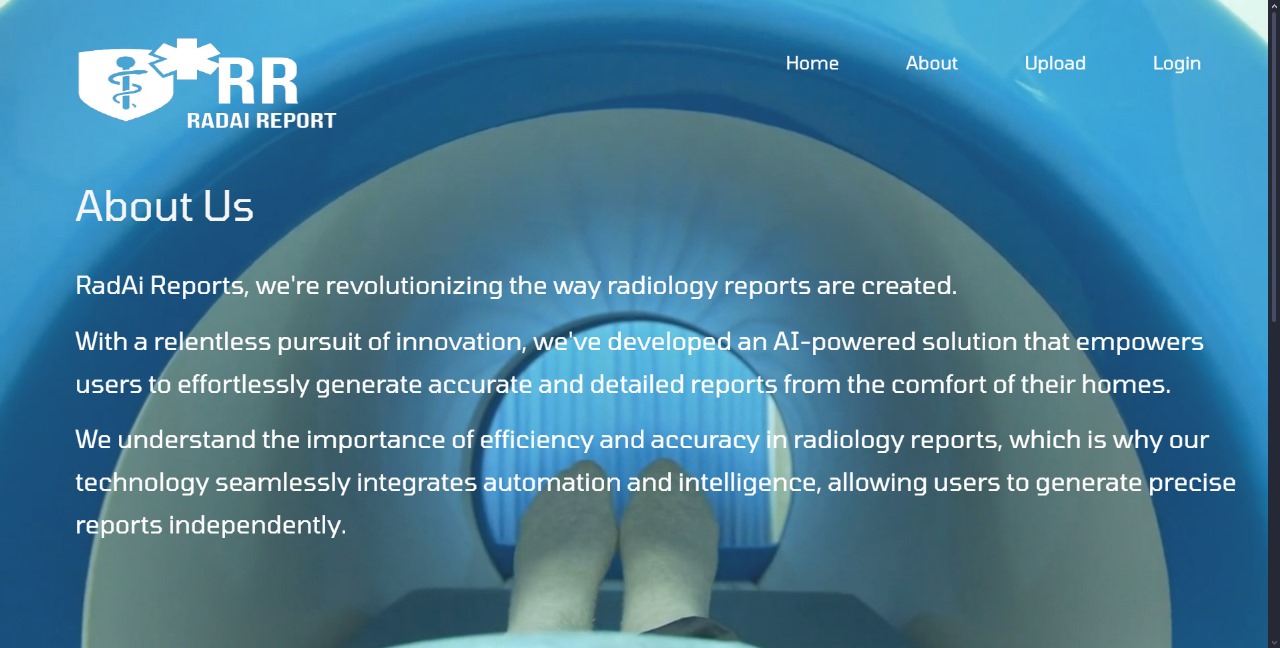 RR
RADAI REPORT
Home About Upload Login
About Us
RadAi Reports, we're revolutionizing the way radiology reports are created.
With a relentless pursuit of innovation, we've developed an AI-powered solution that empowers
users to effortlessly generate accurate and detailed reports from the comfort of their homes.
We understand the importance of efficiency and accuracy in radiology reports, which is why our
technology seamlessly integrates automation and intelligence, allowing users to generate precise
reports independently.